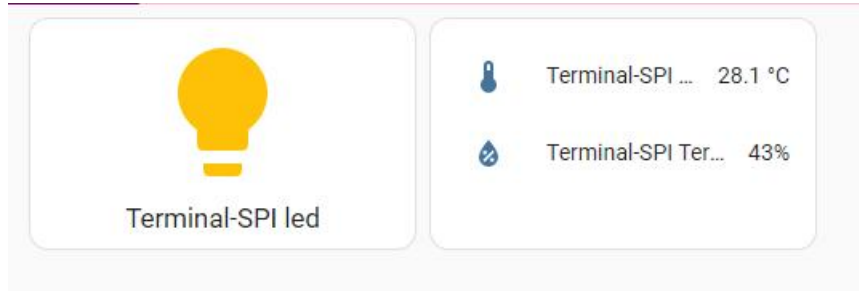 Terminal-SPI led
Terminal-SPI ... 28.1 °C
Terminal-SPI Ter... 43%